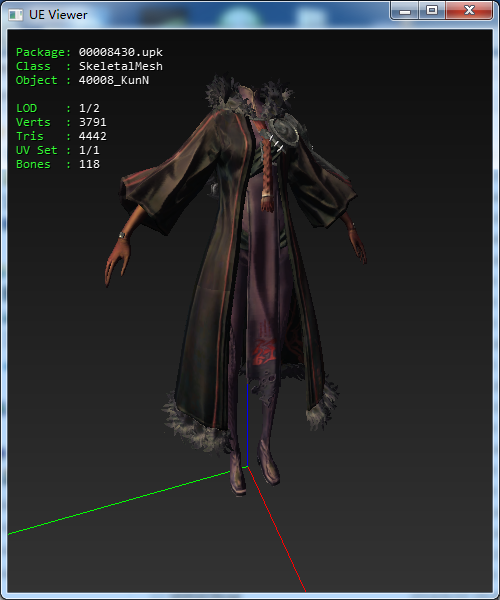 UE Viewer
Package: 00008430.upk
Class : SkeletalMesh
Object : 40008_KunN
LOD : 1/2
Verts : 3791
Tris : 4442
UV Set : 1/1
Bones : 118